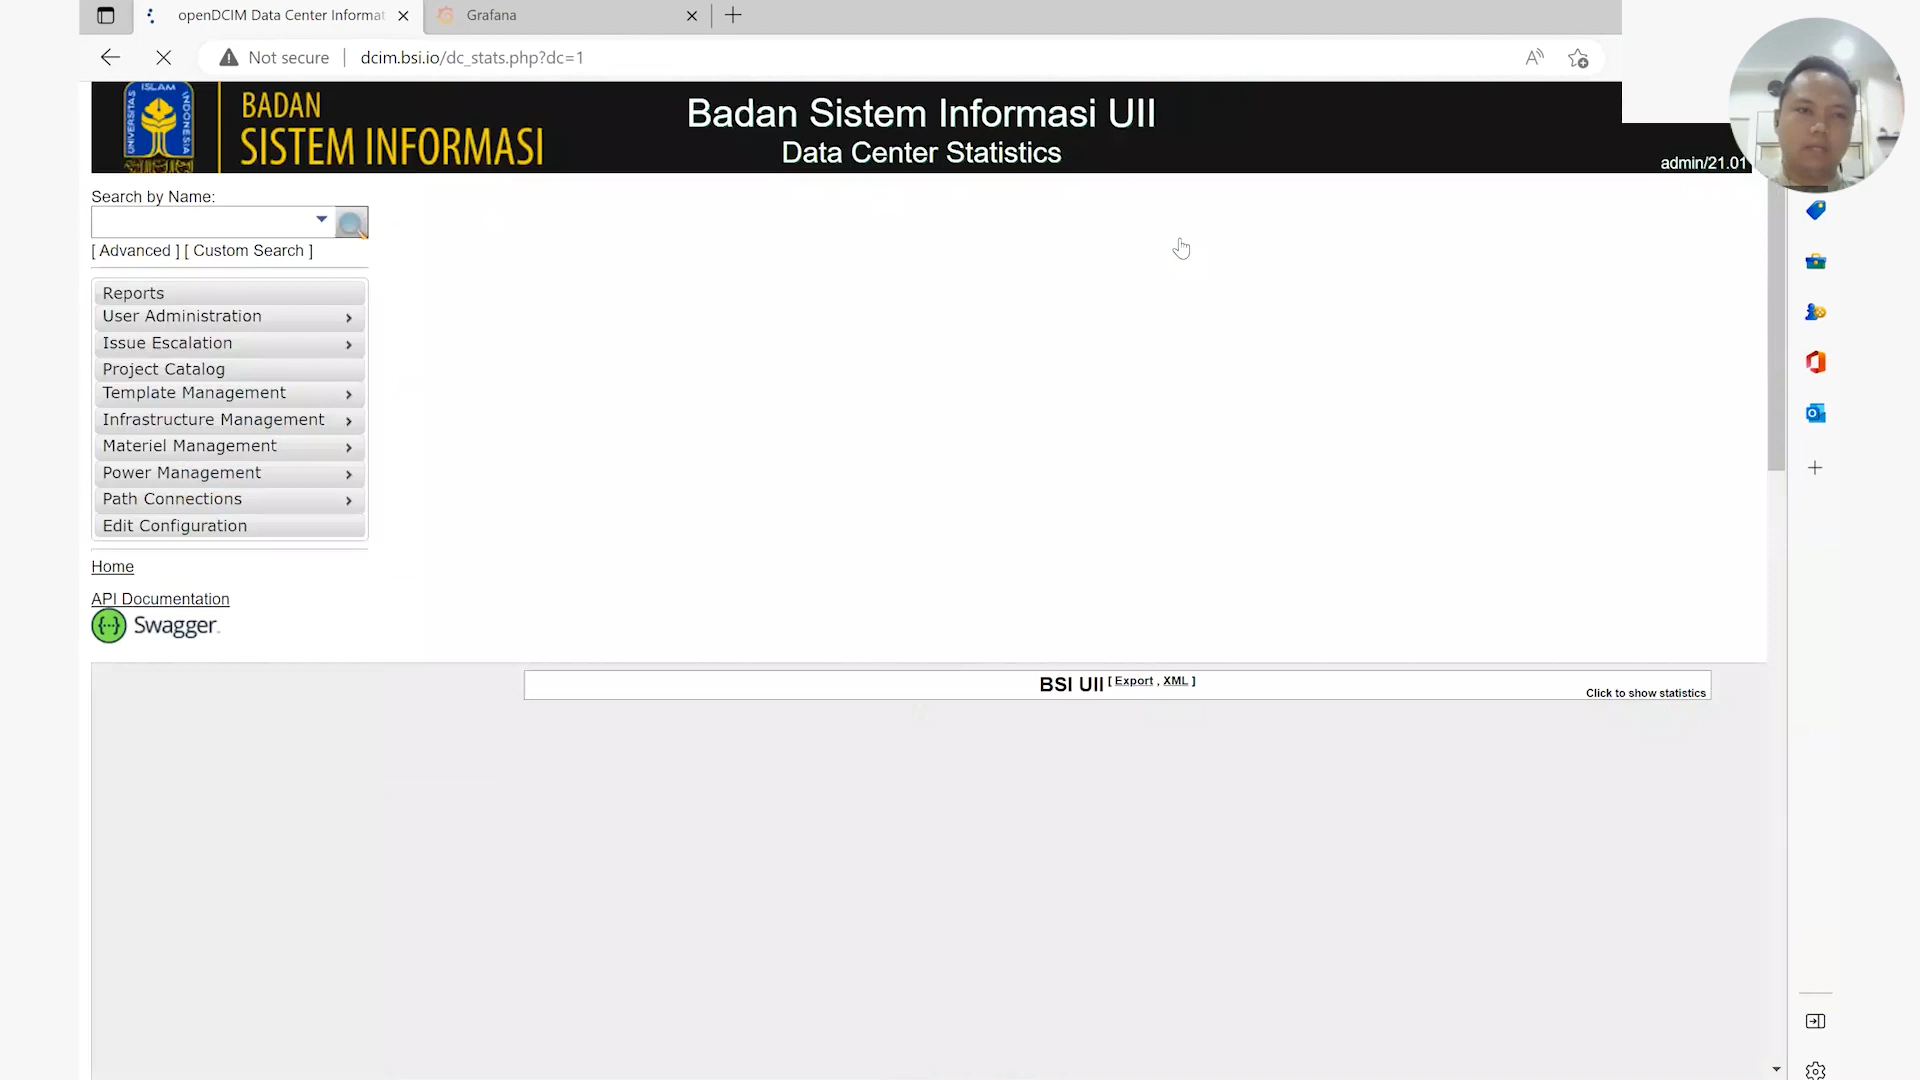 openDCIM Data Center Informat
Grafana
Not secure
dcim.bsi.io/dc_stats.php?dc=1
UNIVERSITAS ISLAM INDONESIA
BADAN
SISTEM INFORMASI
Badan Sistem Informasi UII
Data Center Statistics
admin/21.01
Search by Name:
[ Advanced ] [ Custom Search ]
Reports
User Administration
Issue Escalation
Project Catalog
Template Management
Infrastructure Management
Materiel Management
Power Management
Path Connections
Edit Configuration
Home
API Documentation
Swagger
BSI UII [ Export , XML ]
Click to show statistics